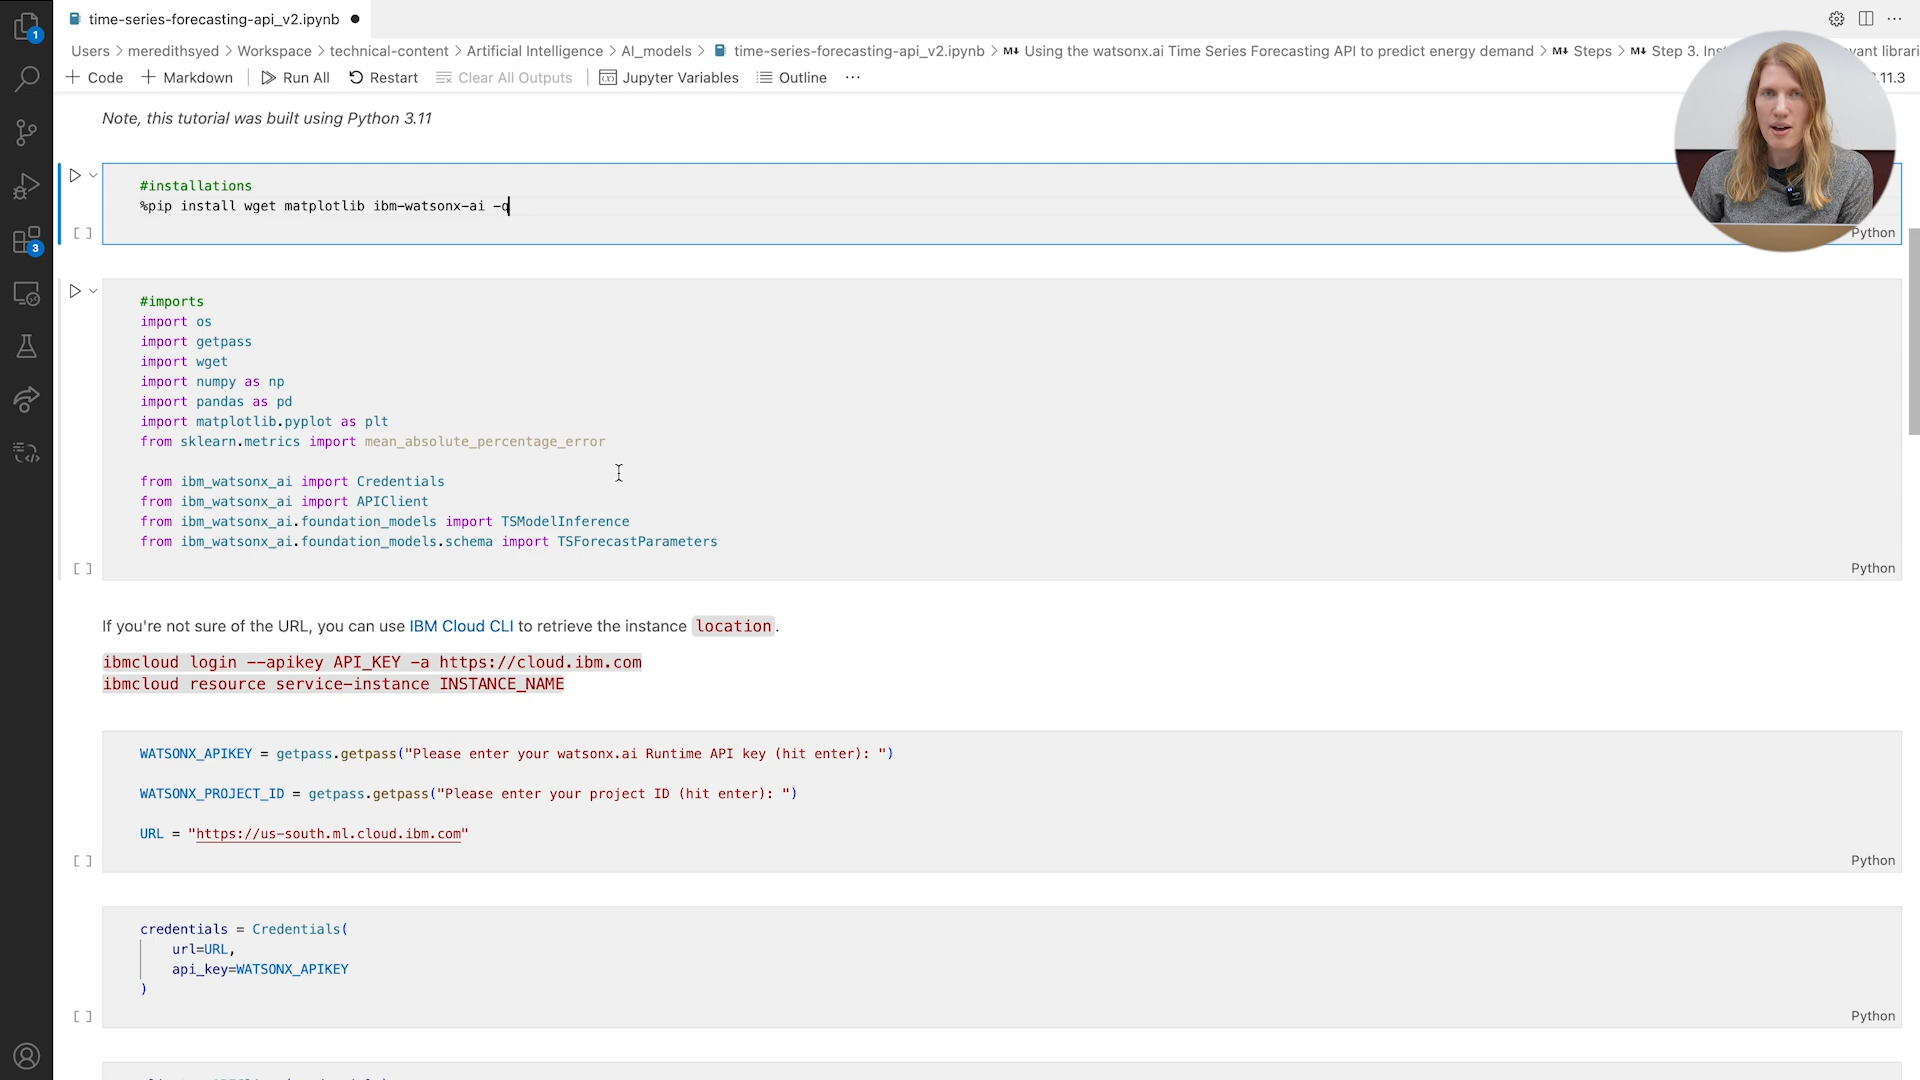 time-series-forecasting-api_v2.ipynb
Users > meredithsyed > Workspace > technical-content > Artificial Intelligence > AI_models > time-series-forecasting-api_v2.ipynb > M↓ Using the watsonx.ai Time Series Forecasting API to predict energy demand > M↓ Steps > M↓ Step 3.
+ Code + Markdown Run All Restart Clear All Outputs Jupyter Variables Outline ...
.11.3
Note, this tutorial was built using Python 3.11
#installations
%pip install wget matplotlib ibm-watsonx-ai -q
[ ]
Python
#imports
import os
import getpass
import wget
import numpy as np
import pandas as pd
import matplotlib.pyplot as plt
from sklearn.metrics import mean_absolute_percentage_error
from ibm_watsonx_ai import Credentials
from ibm_watsonx_ai import APIClient
from ibm_watsonx_ai.foundation_models import TSModelInference
from ibm_watsonx_ai.foundation_models.schema import TSForecastParameters
[ ]
Python
If you're not sure of the URL, you can use IBM Cloud CLI to retrieve the instance location.
ibmcloud login --apikey API_KEY -a https://cloud.ibm.com
ibmcloud resource service-instance INSTANCE_NAME
WATSONX_APIKEY = getpass.getpass("Please enter your watsonx.ai Runtime API key (hit enter): ")
WATSONX_PROJECT_ID = getpass.getpass("Please enter your project ID (hit enter): ")
URL = "https://us-south.ml.cloud.ibm.com"
[ ]
Python
credentials = Credentials(
url=URL,
api_key=WATSONX_APIKEY
)
[ ]
Python
1
3